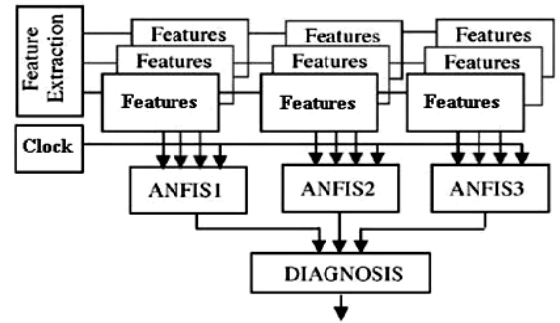 Feature
Extraction
Features
Features
Features
Features
Features
Features
Features
Features
Features
Clock
ANFIS1
ANFIS2
ANFIS3
DIAGNOSIS